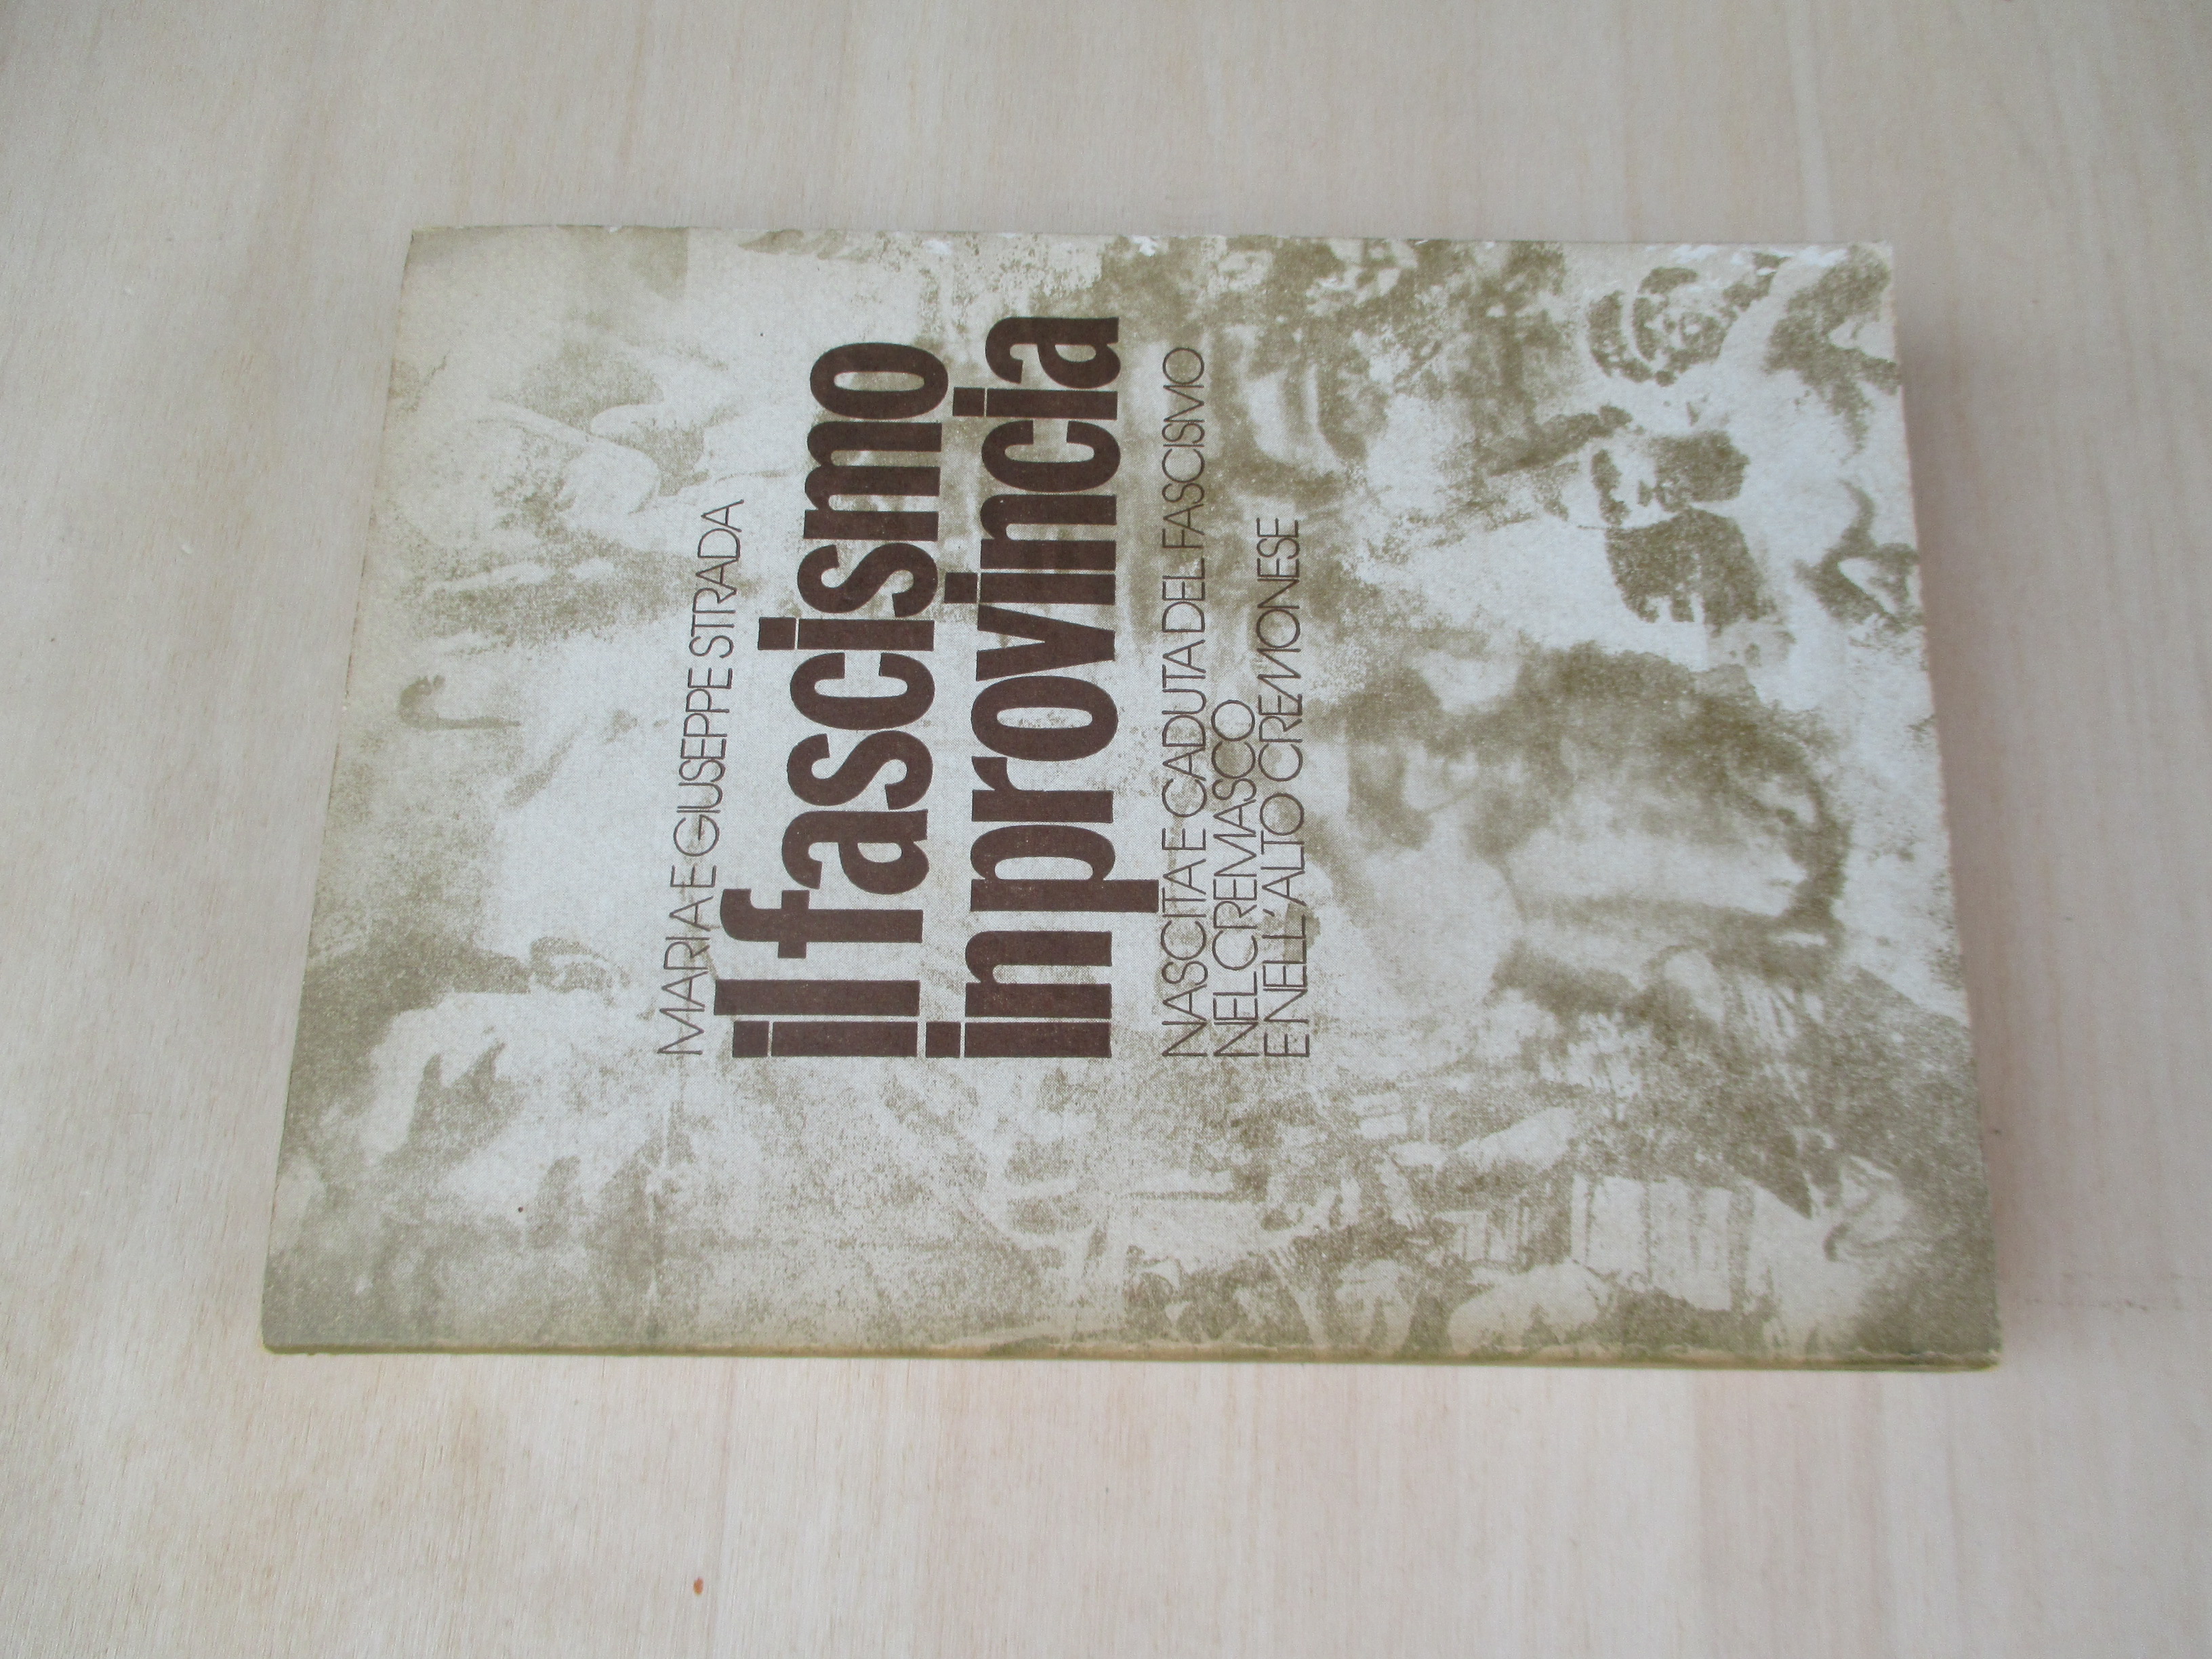 MARIA E GIUSEPPE STRADA
il fascismo
in provincia
NASCITA E CADUTA DEL FASCISMO
NEL CREMASCO
E NELL'ALTO CREMONESE